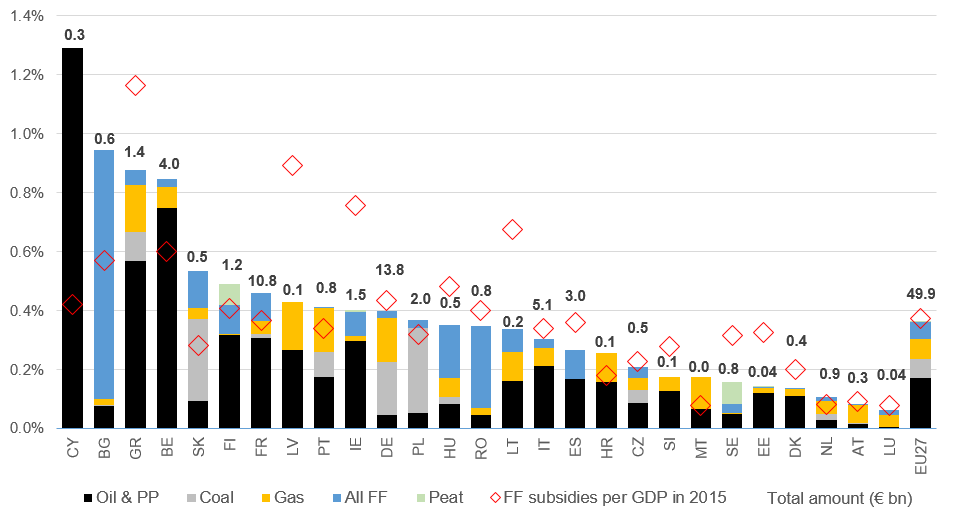 1.4%
1.2%
1.0%
0.8%
0.6%
0.4%
0.2%
0.0%
0.3
0.6
1.4
4.0
0.5
1.2
10.8
0.1
0.8
1.5
13.8
2.0
0.5
0.8
0.2
5.1
3.0
0.1
0.5
0.1
0.0
0.8
0.04
0.4
0.9
0.3
0.04
49.9
CY
BG
GR
BE
SK
FI
FR
LV
PT
IE
DE
PL
HU
RO
LT
IT
ES
HR
CZ
SI
MT
SE
EE
DK
NL
AT
LU
EU27
Oil & PP Coal Gas All FF Peat FF subsidies per GDP in 2015 Total amount (€ bn)